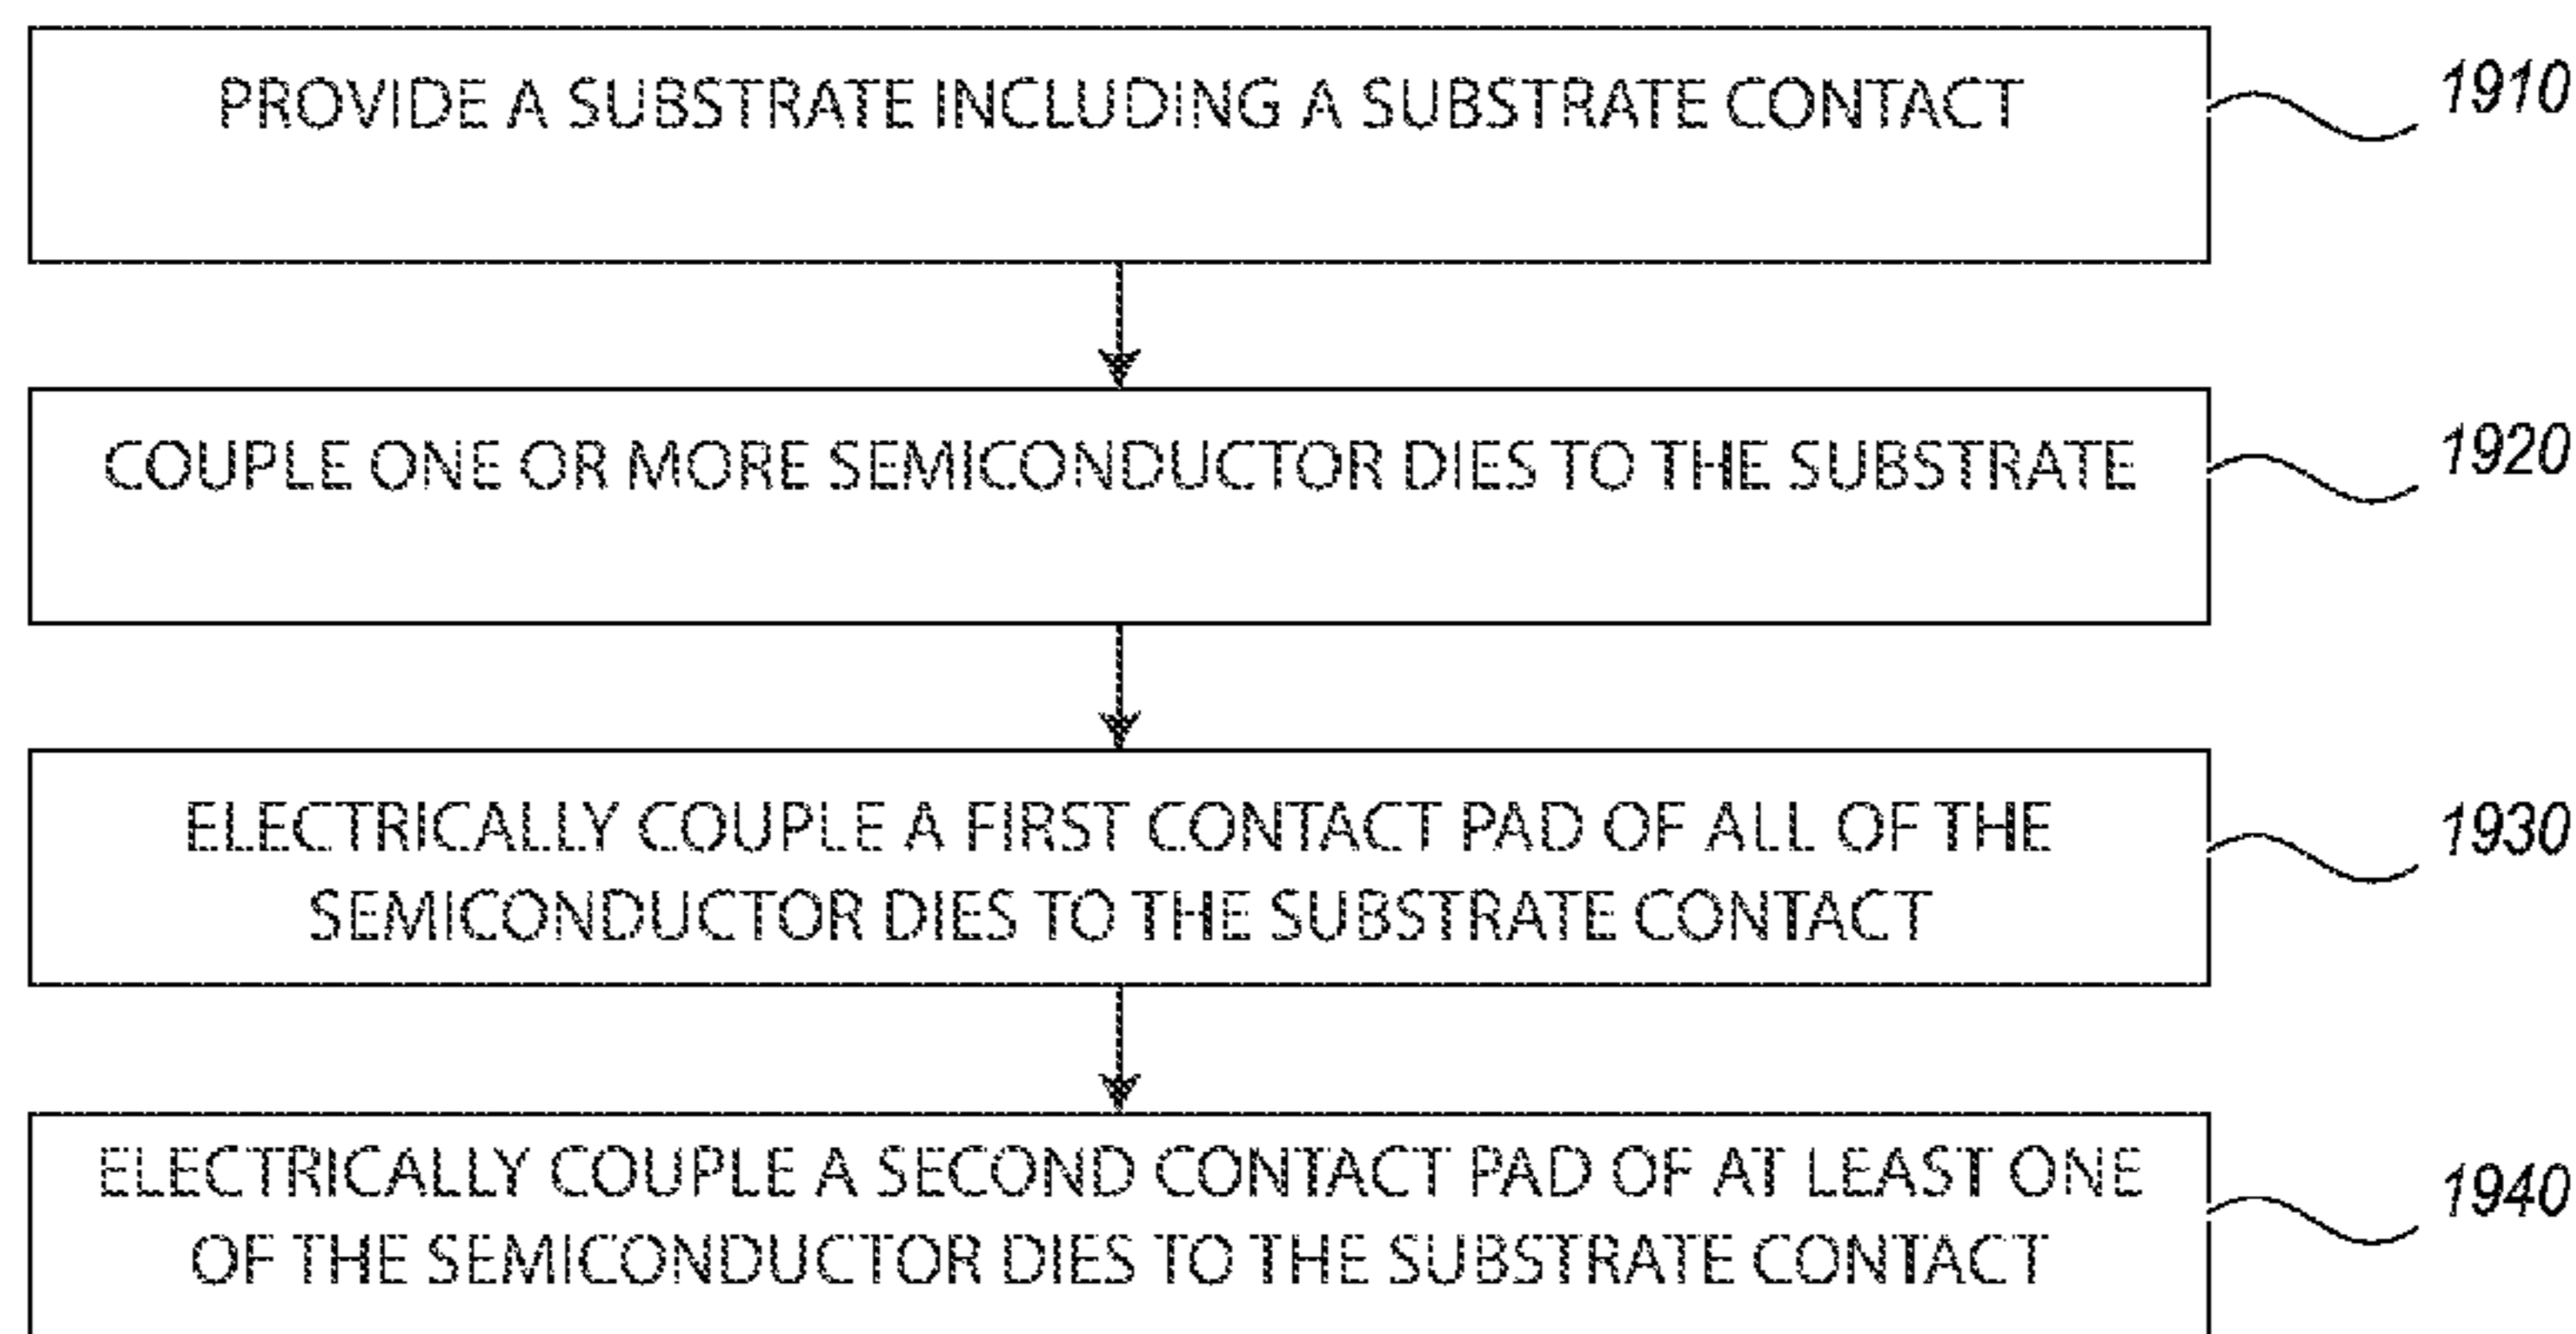 PROVIDE A SUBSTRATE INCLUDING A SUBSTRATE CONTACT
1910
COUPLE ONE OR MORE SEMICONDUCTOR DIES TO THE SUBSTRATE
1920
ELECTRICALLY COUPLE A FIRST CONTACT PAD OF ALL OF THE
SEMICONDUCTOR DIES TO THE SUBSTRATE CONTACT
1930
ELECTRICALLY COUPLE A SECOND CONTACT PAD OF AT LEAST ONE
OF THE SEMICONDUCTOR DIES TO THE SUBSTRATE CONTACT
1940